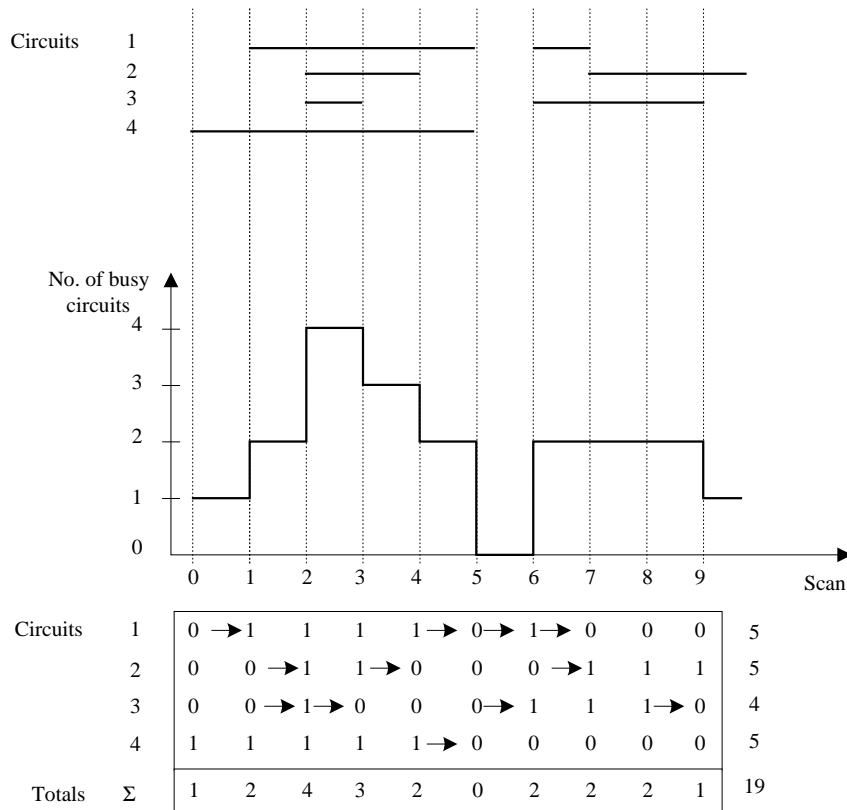 Circuits 1
2
3
4
No. of busy
circuits
4
3
2
1
0
0 1 2 3 4 5 6 7 8 9
Scan
Circuits 1 0 → 1 1 1 1 → 0 → 1 → 0 0 0 5
2 0 0 → 1 1 → 0 0 0 → 1 1 1 5
3 0 0 → 1 → 0 0 0 → 1 1 1 → 0 4
4 1 1 1 1 1 → 0 0 0 0 0 5
Totals Σ 1 2 4 3 2 0 2 2 2 1 19